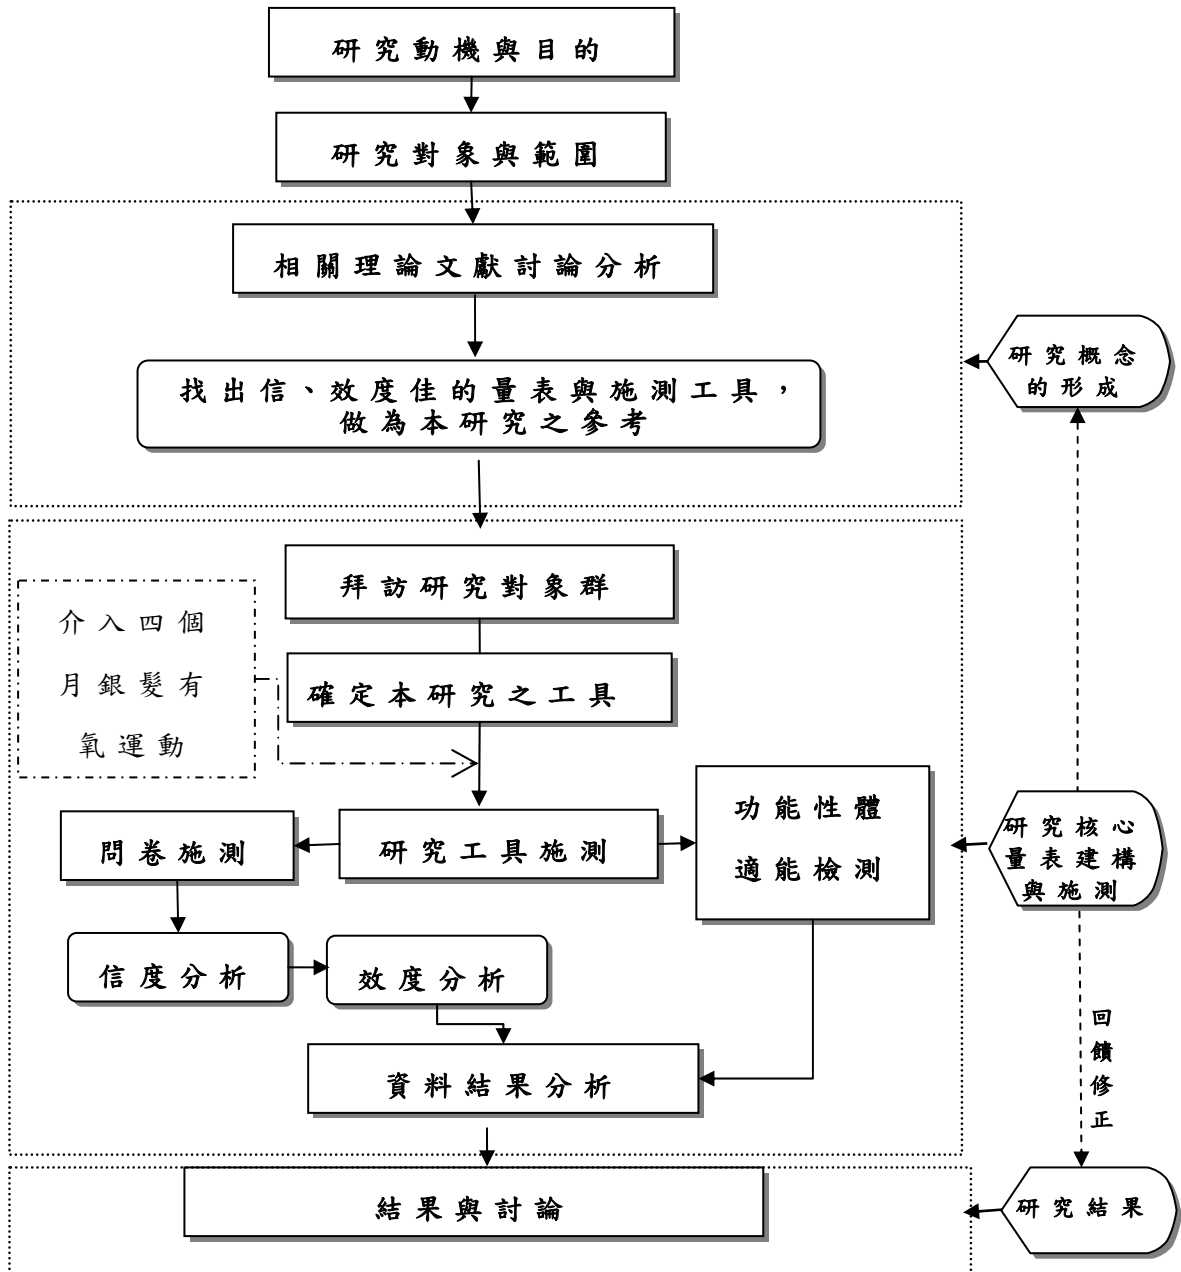 研究動機與目的
研究對象與範圍
相關理論文獻討論分析
找出信、效度佳的量表與施測工具，
做為本研究之參考
研究概念
的形成
拜訪研究對象群
介入四個
月銀髮有
氧運動
確定本研究之工具
功能性體
適能檢測
問卷施測
研究工具施測
研究核心
量表建構
與施測
信度分析
效度分析
資料結果分析
回
饋
修
正
結果與討論
研究結果